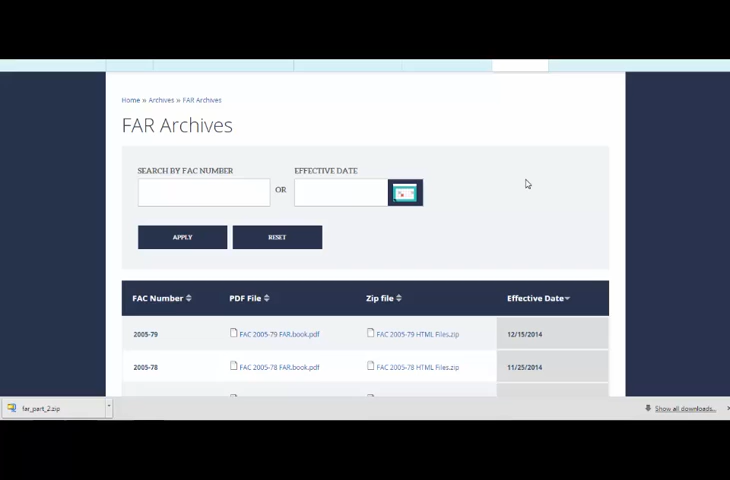 Home » Archives » FAR Archives
FAR Archives
SEARCH BY FAC NUMBER
OR
EFFECTIVE DATE
APPLY
RESET
FAC Number PDF File Zip file Effective Date
2005-79 FAC 2005-79 FAR.book.pdf FAC 2005-79 HTML Files.zip 12/15/2014
2005-78 FAC 2005-78 FAR.book.pdf FAC 2005-78 HTML Files.zip 11/25/2014
far_part_2.zip
Show all downloads...